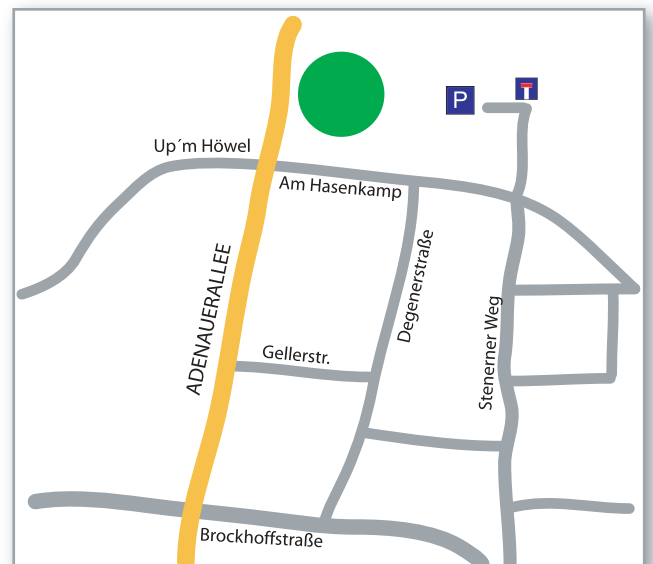 P
Up´m Höwel
Am Hasenkamp
ADENAUERALLEE
Degenerstraße
Stenerner Weg
Gellerstr.
Brockhoffstraße